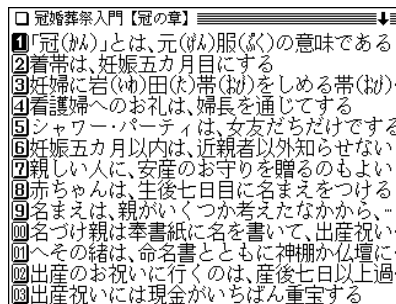 □ 冠婚葬祭入門【冠の章】
1「冠(かん)」とは、元(げん)服(ぷく)の意味である
2着帯は、妊娠五カ月目にする
3妊婦に岩(いわ)田(た)帯(おび)をしめる帯(おび)
4看護婦へのお礼は、婦長を通じてする
5シャワー・パーティは、女友だちだけでする
6妊娠五カ月以内は、近親者以外知らせない
7親しい人に、安産のお守りを贈るのもよい
8赤ちゃんは、生後七日目に名まえをつける
9名まえは、親がいくつか考えたなかから、…
00名づけ親は奉書紙に名を書いて、出産祝い
01へその緒は、命名書とともに神棚か仏壇に
02出産のお祝いに行くのは、産後七日以上過
03出産祝いには現金がいちばん重宝する